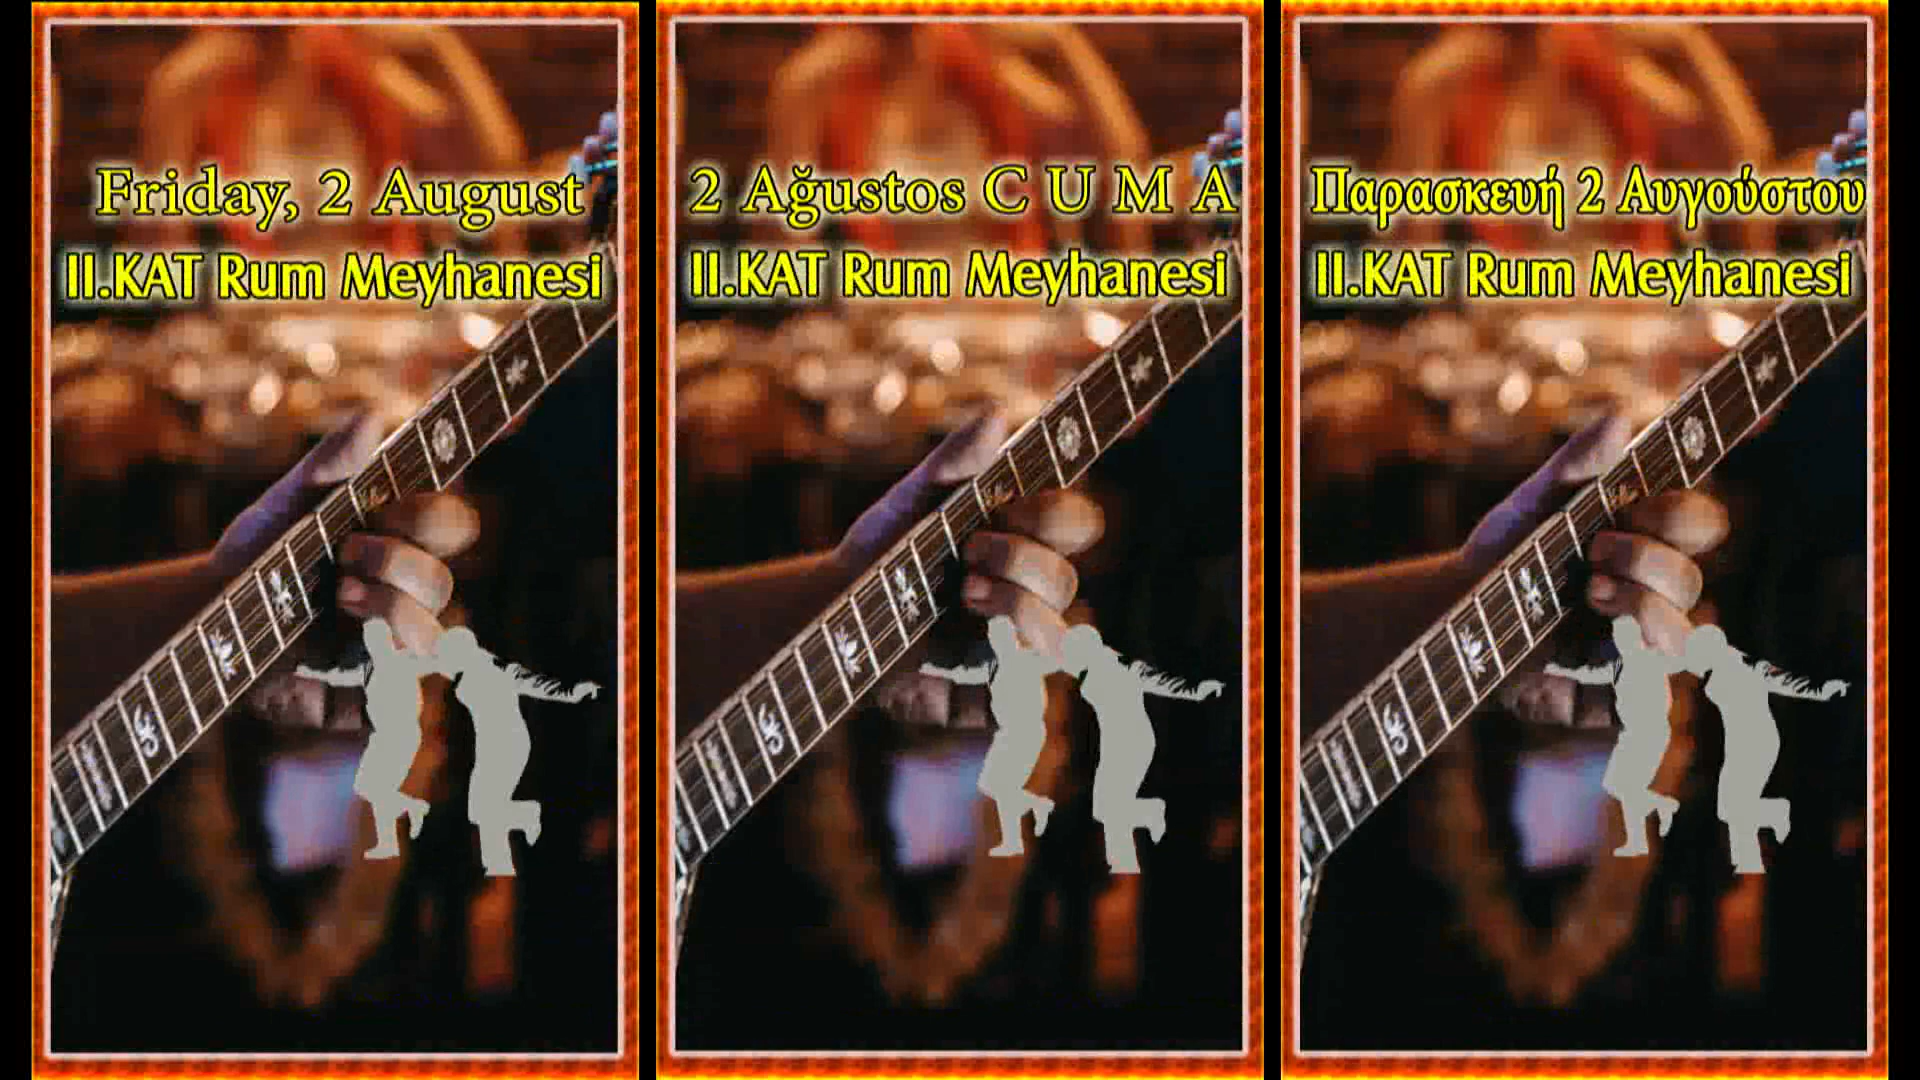 Friday, 2 August
II.KAT Rum Meyhanesi
2 Ağustos C U M A
II.KAT Rum Meyhanesi
Παρασκευή 2 Αυγούστου
II.KAT Rum Meyhanesi